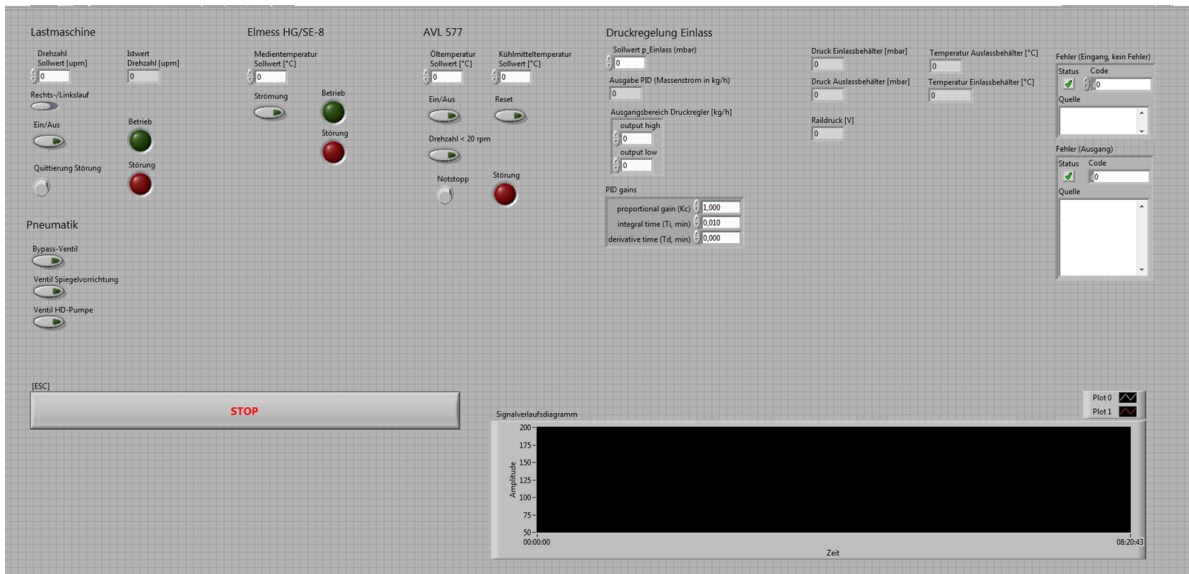 Lastmaschine
Drehzahl
Sollwert [upm]
0
Istwert
Drehzahl [upm]
0
Rechts-/Linkslauf
Ein/Aus
Betrieb
Quittierung Störung
Störung
Pneumatik
Bypass-Ventil
Ventil Spiegelvorrichtung
Ventil HD-Pumpe
Elmess HG/SE-8
Medientemperatur
Sollwert [°C]
0
Strömung
Betrieb
Störung
AVL 577
Öltemperatur
Sollwert [°C]
0
Kühlmitteltemperatur
Sollwert [°C]
0
Ein/Aus
Reset
Drehzahl < 20 rpm
Notstopp
Störung
Druckregelung Einlass
Sollwert p_Einlass (mbar)
0
Ausgabe PID (Massenstrom in kg/h)
0
Ausgangsbereich Druckregler [kg/h]
output high
0
output low
0
PID gains
proportional gain (Kc) 1,000
integral time (Ti, min) 0,010
derivative time (Td, min) 0,000
Druck Einlassbehälter [mbar]
0
Druck Auslassbehälter [mbar]
0
Raildruck [V]
0
Temperatur Auslassbehälter [°C]
0
Temperatur Einlassbehälter [°C]
0
Fehler (Eingang, kein Fehler)
Status Code
0
Quelle
Fehler (Ausgang)
Status Code
0
Quelle
[ESC]
STOP
Signalverlaufsdiagramm
Plot 0
Plot 1
Amplitude
200
175
150
125
100
75
50
00:00:00
08:20:43
Zeit